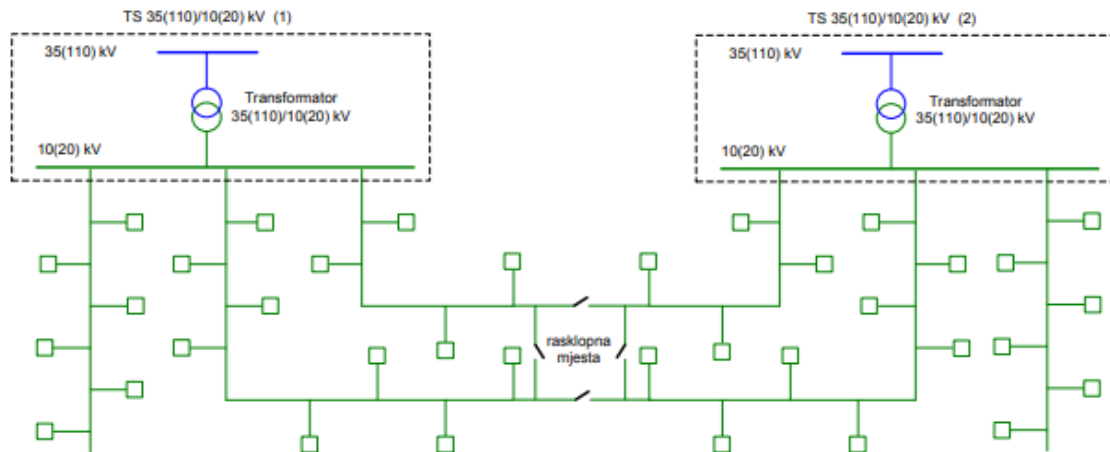 TS 35(110)/10(20) kV (1)
35(110) kV
Transformator
35(110)/10(20) kV
10(20) kV
TS 35(110)/10(20) kV (2)
35(110) kV
Transformator
35(110)/10(20) kV
10(20) kV
rasklopna
mjesta